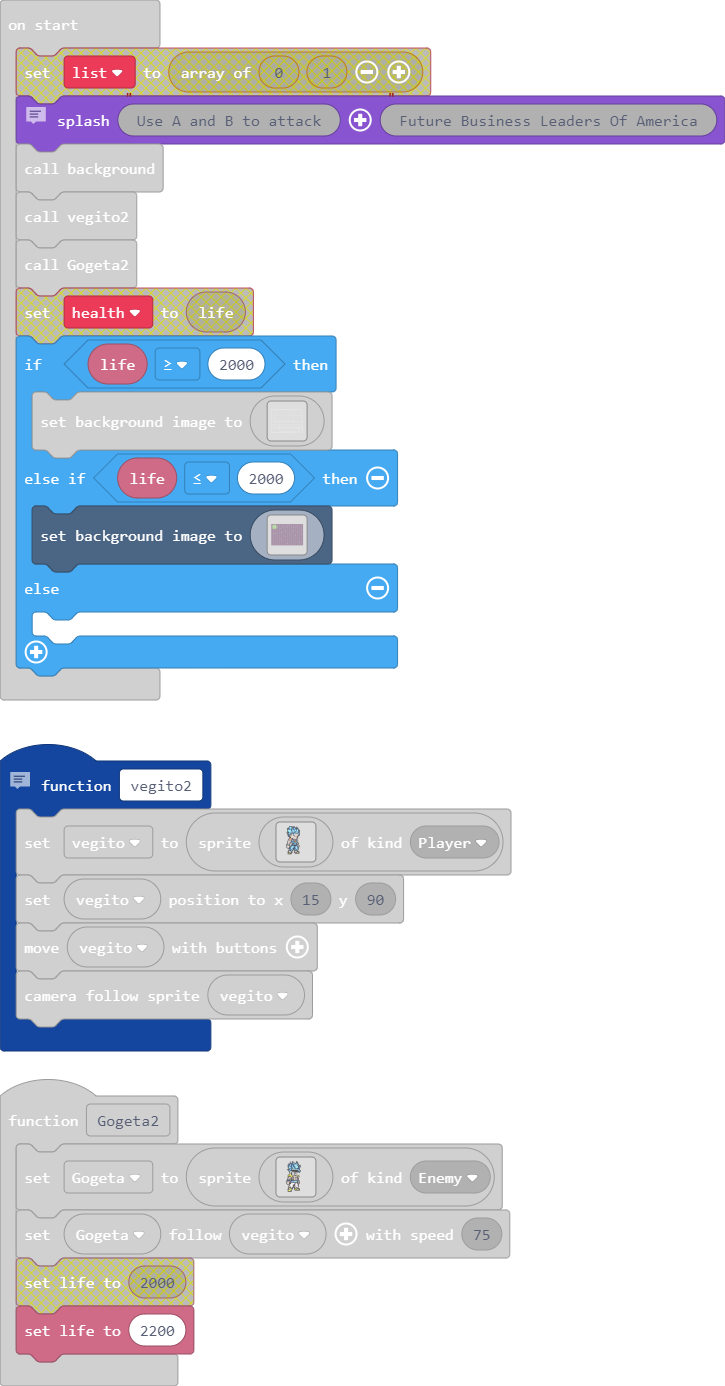 on start
set list to array of 0 1
splash Use A and B to attack Future Business Leaders Of America
call background
call vegito2
call Gogeta2
set health to life
if life ≥ 2000 then
set background image to
else if life ≤ 2000 then
set background image to
else
function vegito2
set vegito to sprite of kind Player
set vegito position to x 15 y 90
move vegito with buttons
camera follow sprite vegito
function Gogeta2
set Gogeta to sprite of kind Enemy
set Gogeta follow vegito with speed 75
set life to 2000
set life to 2200